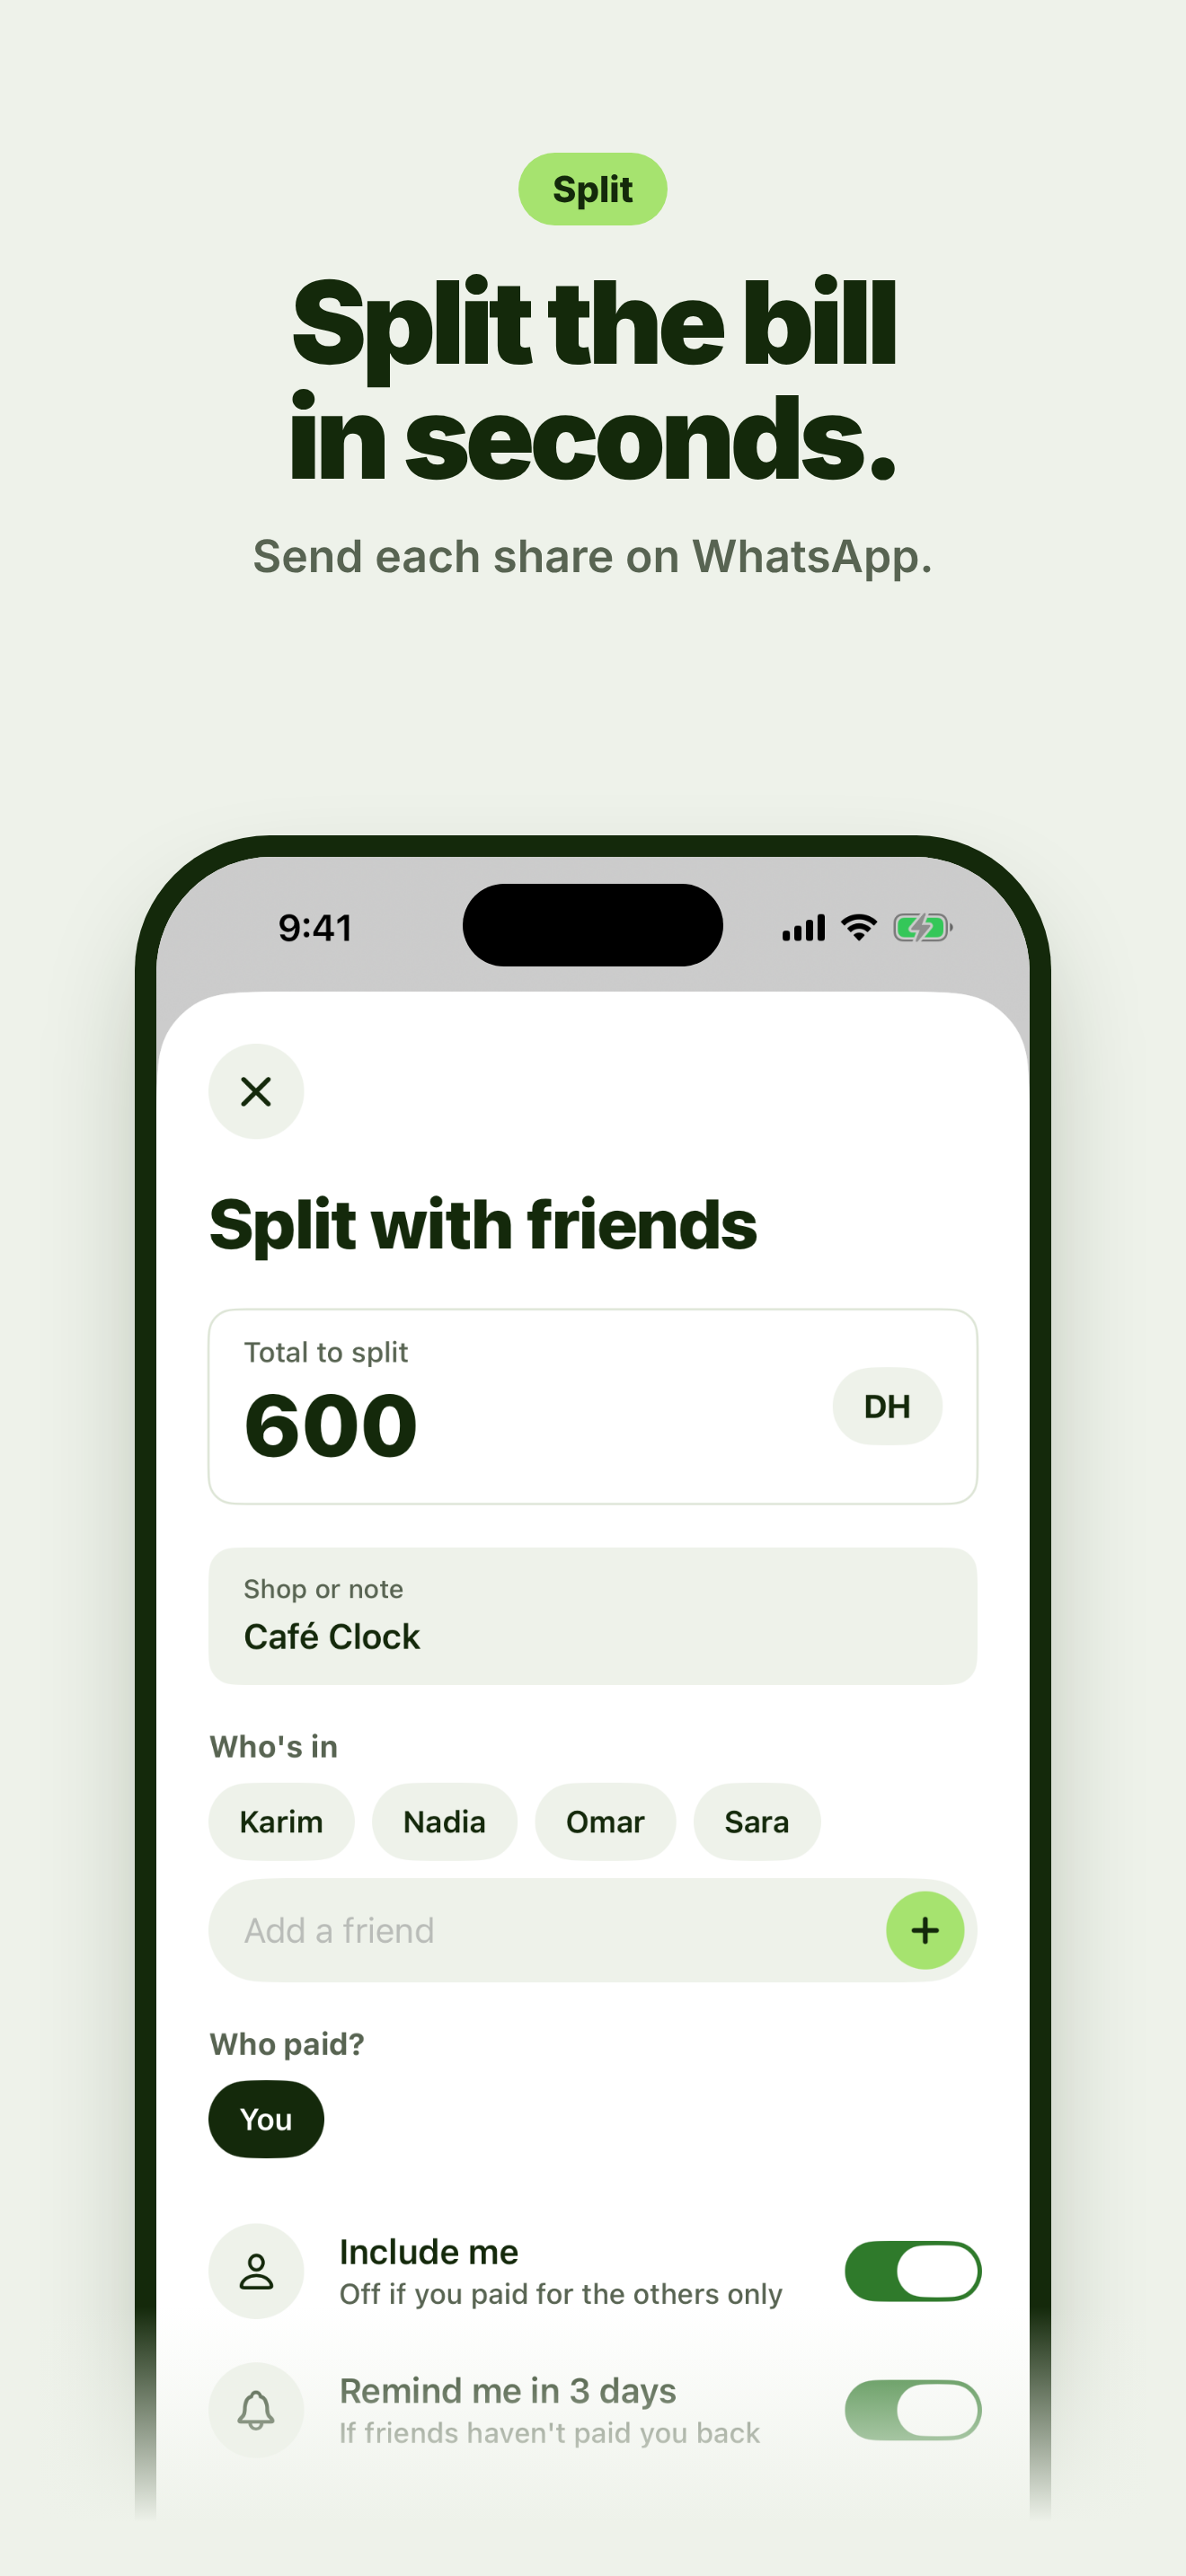 Split
Split the bill
in seconds.
Send each share on WhatsApp.
9:41
Split with friends
Total to split
600
DH
Shop or note
Café Clock
Who's in
Karim Nadia Omar Sara
Add a friend
Who paid?
You
Include me
Off if you paid for the others only
Remind me in 3 days
If friends haven't paid you back